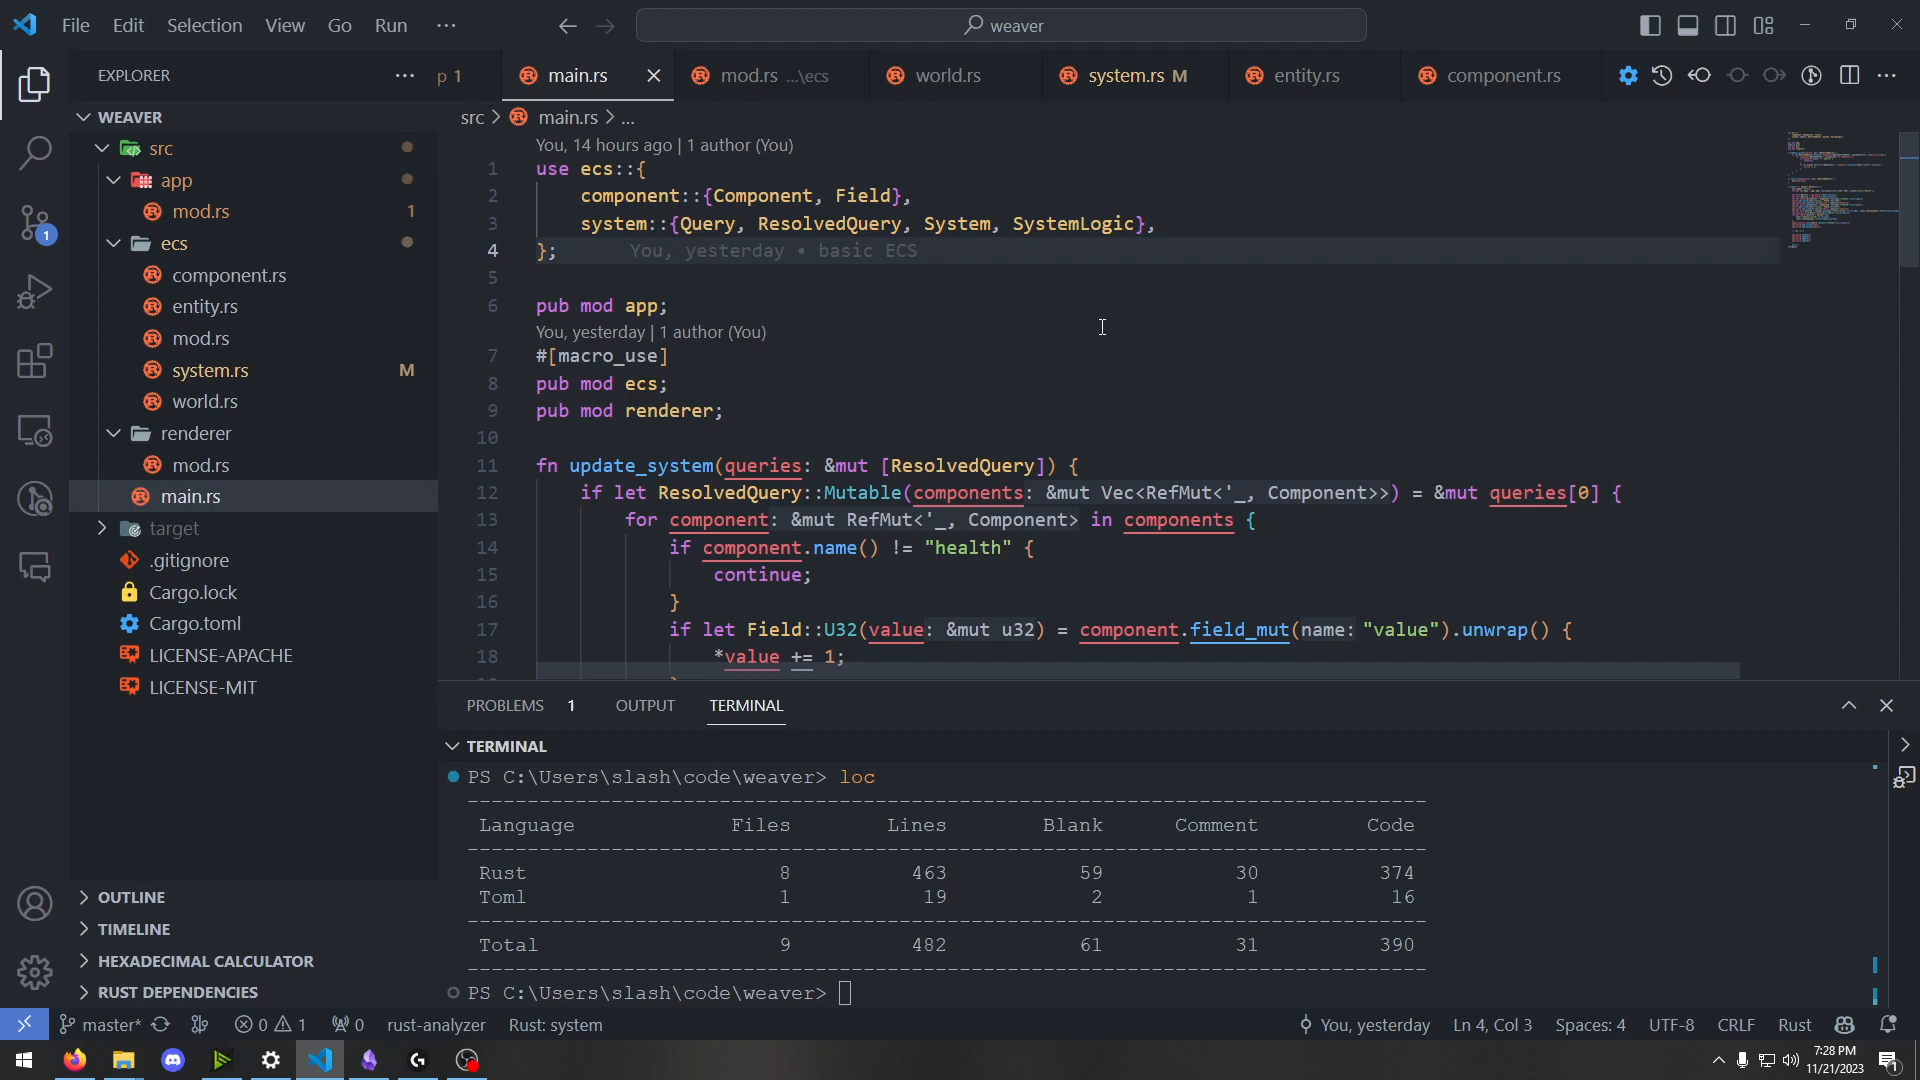 File Edit Selection View Go Run ··· weaver
EXPLORER ··· p 1 main.rs mod.rs ...\ecs world.rs system.rs M entity.rs component.rs ···
WEAVER
src
app
mod.rs 1
ecs
component.rs
entity.rs
mod.rs
system.rs M
world.rs
renderer
mod.rs
main.rs
target
.gitignore
Cargo.lock
Cargo.toml
LICENSE-APACHE
LICENSE-MIT
OUTLINE
TIMELINE
HEXADECIMAL CALCULATOR
RUST DEPENDENCIES
1
src > main.rs > ...
You, 14 hours ago | 1 author (You)
1 use ecs::{
2 component::{Component, Field},
3 system::{Query, ResolvedQuery, System, SystemLogic},
4 }; You, yesterday • basic ECS
5
6 pub mod app;
You, yesterday | 1 author (You)
7 #[macro_use]
8 pub mod ecs;
9 pub mod renderer;
10
11 fn update_system(queries: &mut [ResolvedQuery]) {
12 if let ResolvedQuery::Mutable(components: &mut Vec<RefMut<'_, Component>>) = &mut queries[0] {
13 for component: &mut RefMut<'_, Component> in components {
14 if component.name() != "health" {
15 continue;
16 }
17 if let Field::U32(value: &mut u32) = component.field_mut(name: "value").unwrap() {
18 *value += 1;
PROBLEMS 1 OUTPUT TERMINAL
TERMINAL
PS C:\Users\slash\code\weaver> loc
--------------------------------------------------------------------------------
Language Files Lines Blank Comment Code
--------------------------------------------------------------------------------
Rust 8 463 59 30 374
Toml 1 19 2 1 16
--------------------------------------------------------------------------------
Total 9 482 61 31 390
--------------------------------------------------------------------------------
PS C:\Users\slash\code\weaver>
master* 0 1 0 rust-analyzer Rust: system You, yesterday Ln 4, Col 3 Spaces: 4 UTF-8 CRLF Rust
7:28 PM
11/21/2023
1